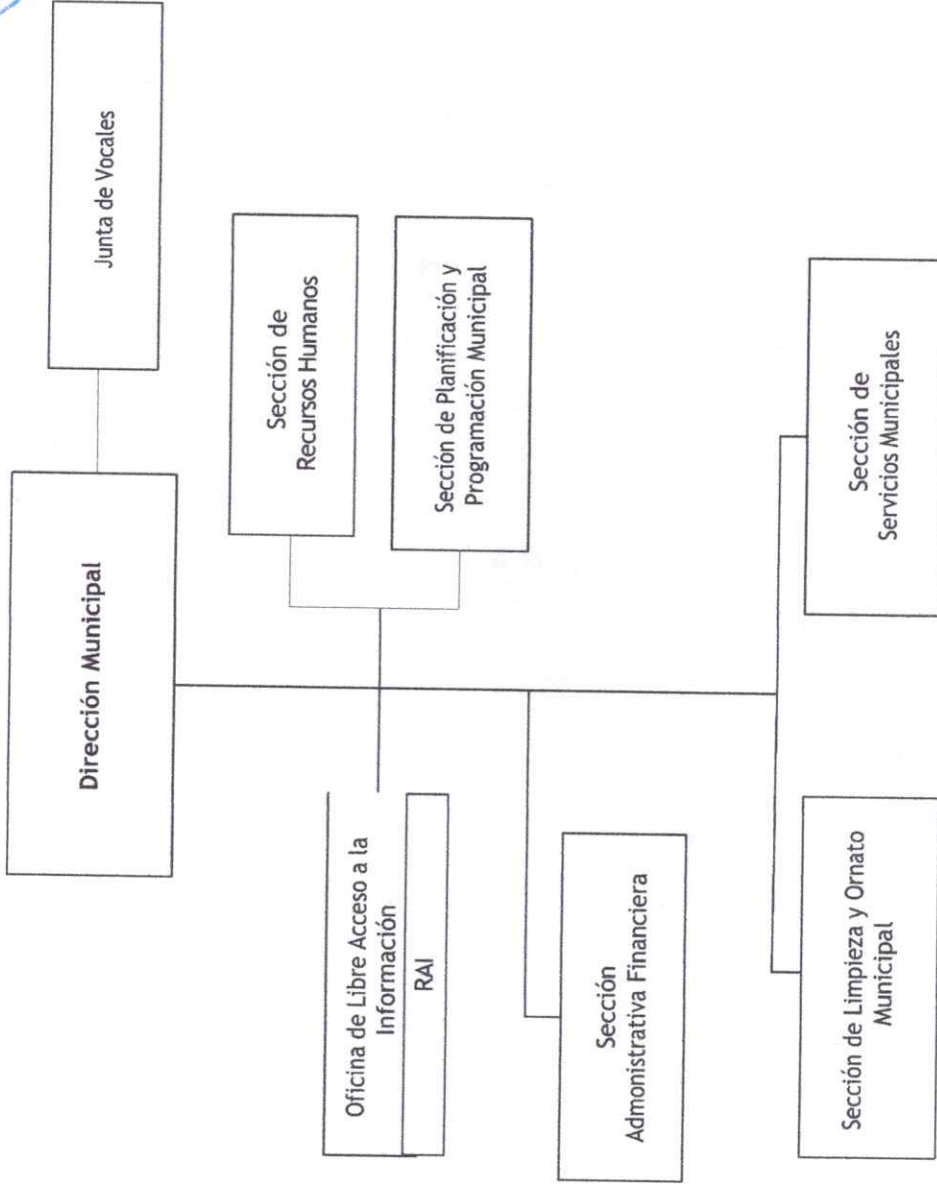 Junta de Vocales
Dirección Municipal
Sección de
Recursos Humanos
Oficina de Libre Acceso a la
Información
RAI
Sección de Planificación y
Programación Municipal
Sección
Admonistrativa Financiera
Sección de Limpieza y Ornato
Municipal
Sección de
Servicios Municipales